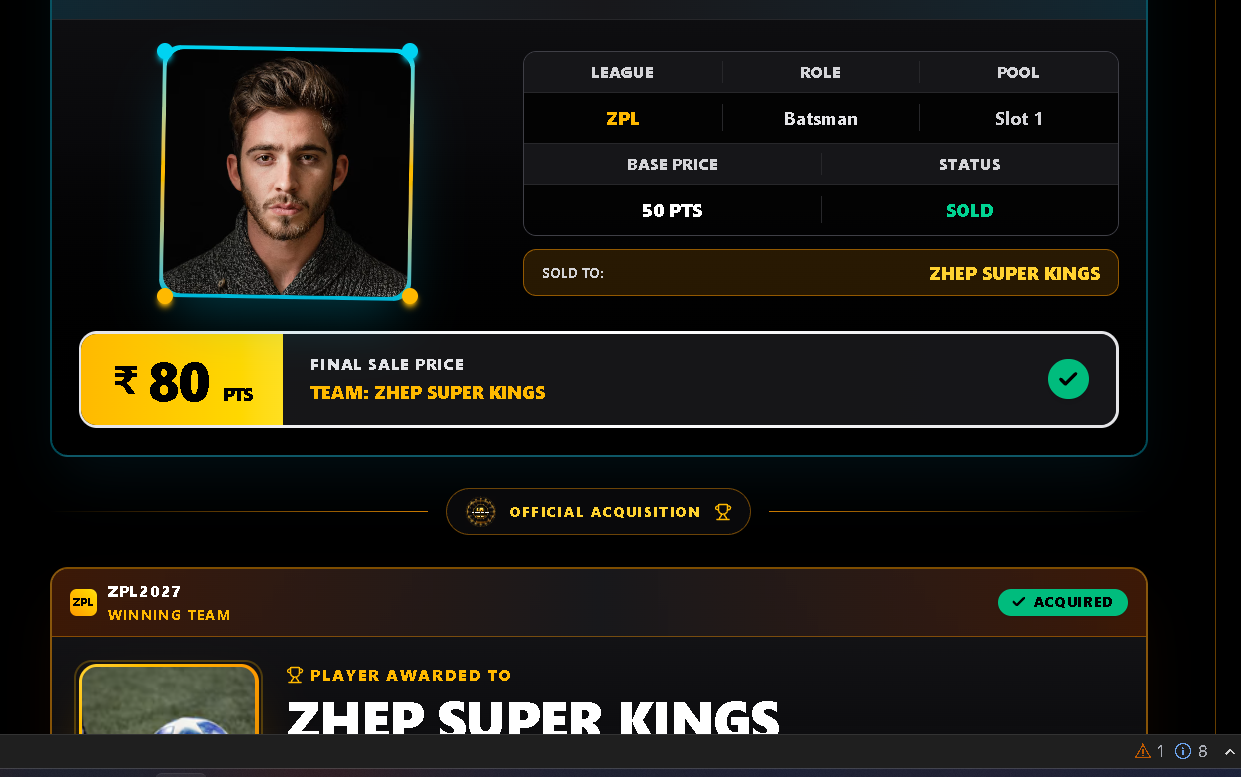 LEAGUE ROLE POOL
ZPL Batsman Slot 1
BASE PRICE STATUS
50 PTS SOLD
SOLD TO: ZHEP SUPER KINGS
₹ 80 PTS
FINAL SALE PRICE
TEAM: ZHEP SUPER KINGS
OFFICIAL ACQUISITION
ZPL
ZPL2027
WINNING TEAM
ACQUIRED
PLAYER AWARDED TO
ZHEP SUPER KINGS
1 8